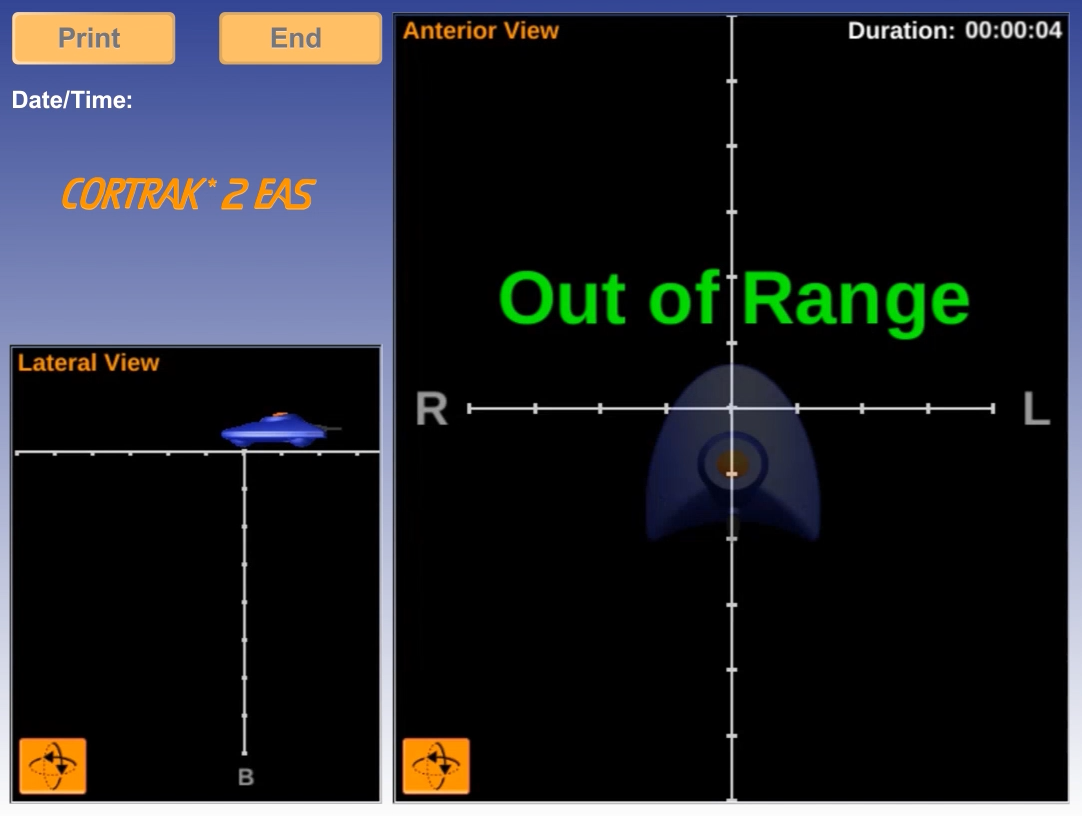 Print
End
Date/Time:
CORTRAK* 2 EAS
Lateral View
B
Anterior View
Duration: 00:00:04
Out of Range
R
L